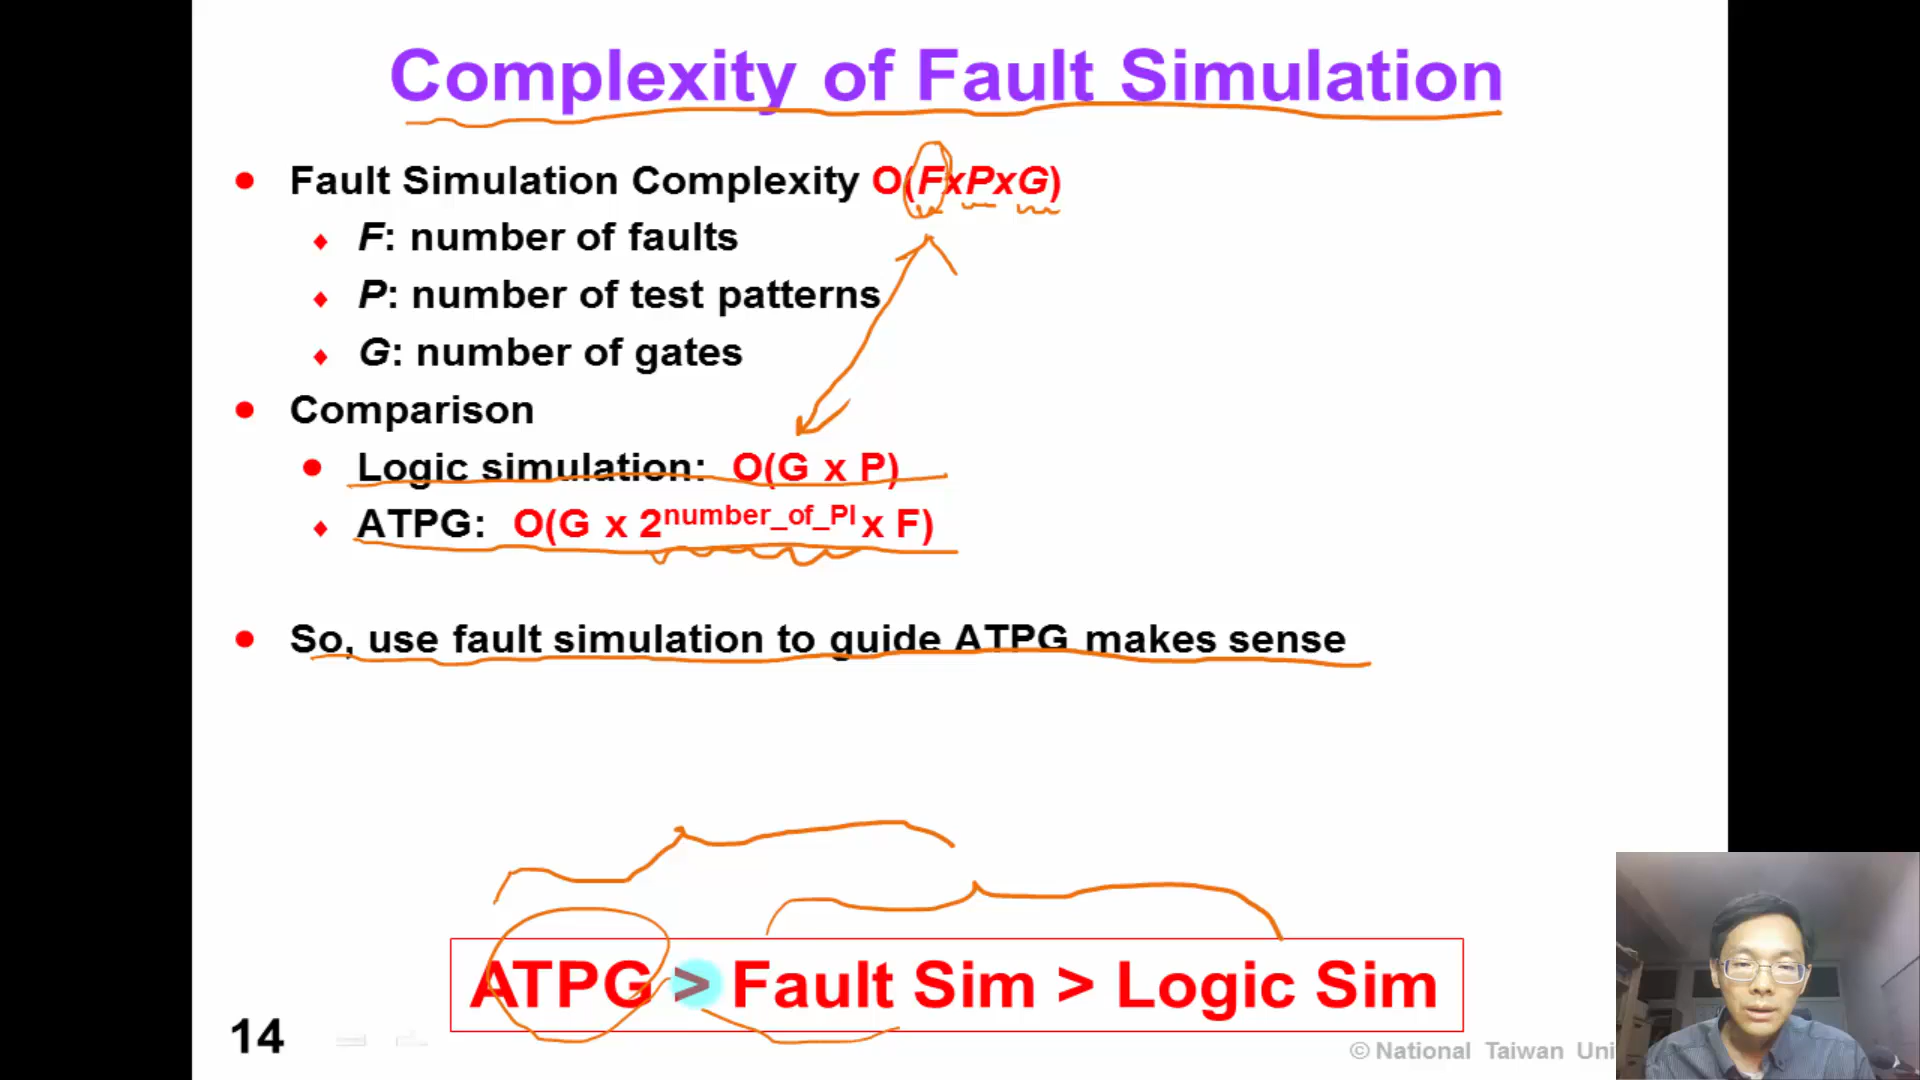 Complexity of Fault Simulation
● Fault Simulation Complexity O(FxPxG)
♦ F: number of faults
♦ P: number of test patterns
♦ G: number of gates
● Comparison
● Logic simulation: O(G x P)
♦ ATPG: O(G x 2^number_of_PI x F)
● So, use fault simulation to guide ATPG makes sense
ATPG > Fault Sim > Logic Sim
14
© National Taiwan Uni